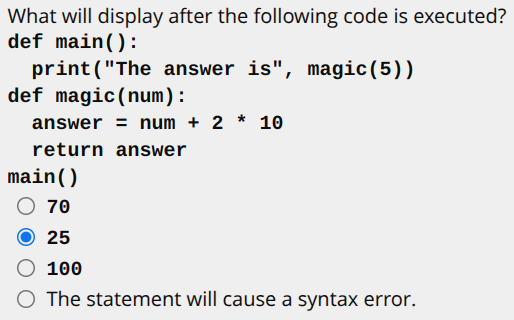 What will display after the following code is executed?
def main():
  print("The answer is", magic(5))
def magic(num):
  answer = num + 2 * 10
  return answer
main()
70
25
100
The statement will cause a syntax error.